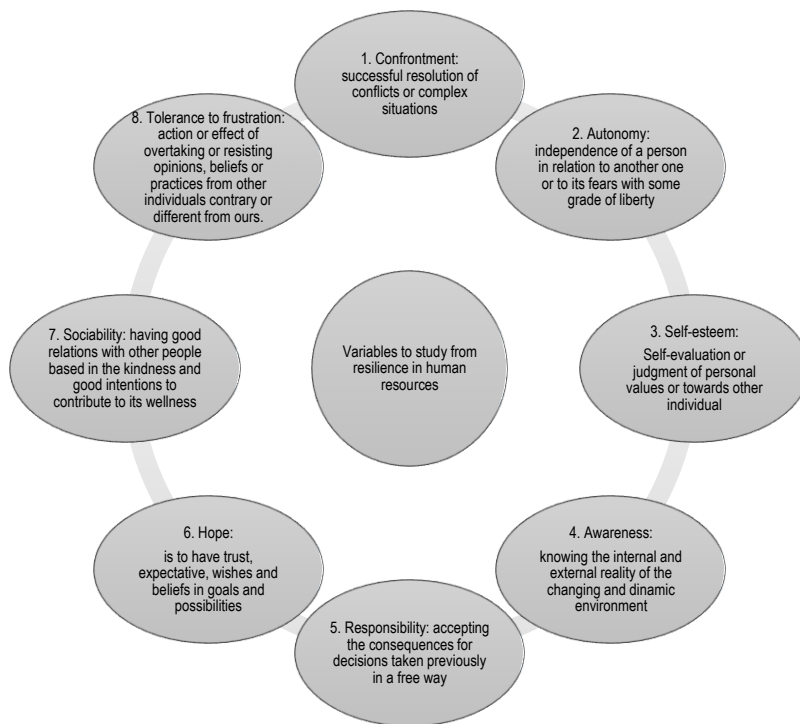 1. Confrontment:
successful resolution of
conflicts or complex
situations
2. Autonomy:
independence of a person
in relation to another one
or to its fears with some
grade of liberty
3. Self-esteem:
Self-evaluation or
judgment of personal
values or towards other
individual
4. Awareness:
knowing the internal and
external reality of the
changing and dinamic
environment
5. Responsibility: accepting
the consequences for
decisions taken previously
in a free way
6. Hope:
is to have trust,
expectative, wishes and
beliefs in goals and
possibilities
7. Sociability: having good
relations with other people
based in the kindness and
good intentions to
contribute to its wellness
8. Tolerance to frustration:
action or effect of
overtaking or resisting
opinions, beliefs or
practices from other
individuals contrary or
different from ours.
Variables to study from
resilience in human
resources